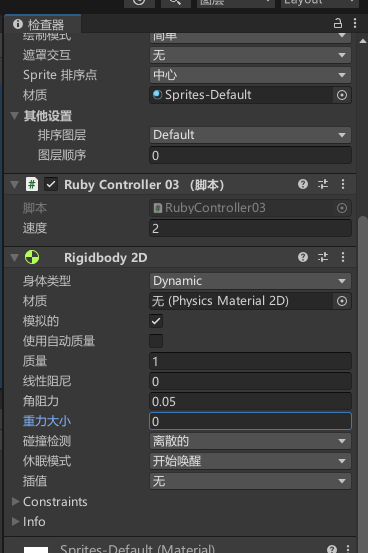 图层
Layout
检查器
绘制模式 简单
遮罩交互 无
Sprite 排序点 中心
材质 Sprites-Default
其他设置
排序图层 Default
图层顺序 0
Ruby Controller 03 （脚本）
脚本 RubyController03
速度 2
Rigidbody 2D
身体类型 Dynamic
材质 无 (Physics Material 2D)
模拟的
使用自动质量
质量 1
线性阻尼 0
角阻力 0.05
重力大小 0
碰撞检测 离散的
休眠模式 开始唤醒
插值 无
Constraints
Info
Sprites-Default (Material)